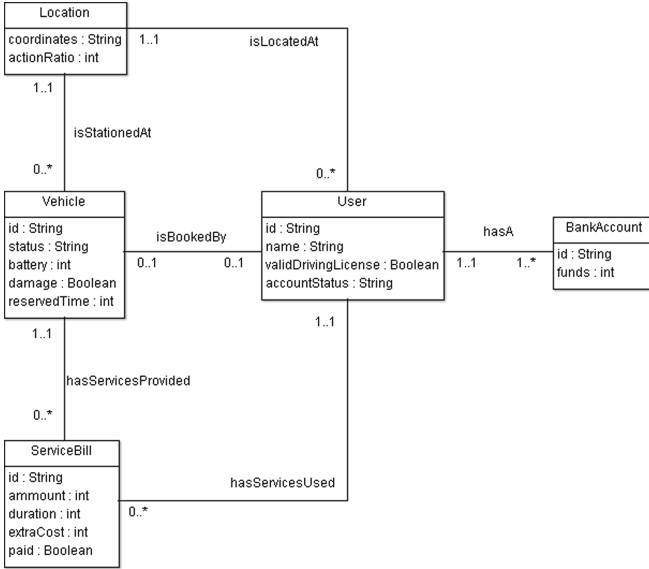 Location
coordinates : String
actionRatio : int
1..1
isLocatedAt
1..1
isStationedAt
0..*
0..*
Vehicle
id : String
status : String
battery : int
damage : Boolean
reservedTime : int
isBookedBy
0..1
0..1
User
id : String
name : String
validDrivingLicense : Boolean
accountStatus : String
hasA
1..1
1..*
BankAccount
id : String
funds : int
1..1
1..1
hasServicesProvided
0..*
ServiceBill
id : String
ammount : int
duration : int
extraCost : int
paid : Boolean
hasServicesUsed
0..*